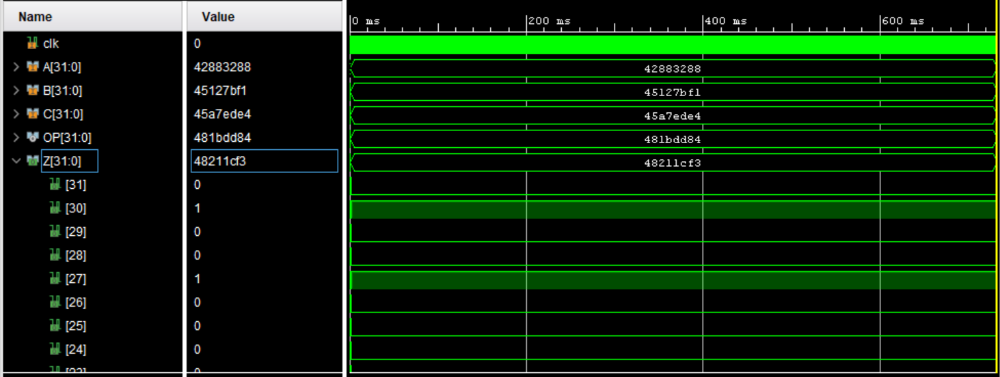 Name Value
0 ms 200 ms 400 ms 600 ms
clk 0
A[31:0] 42883288 42883288
B[31:0] 45127bf1 45127bf1
C[31:0] 45a7ede4 45a7ede4
OP[31:0] 481bdd84 481bdd84
Z[31:0] 48211cf3 48211cf3
[31] 0
[30] 1
[29] 0
[28] 0
[27] 1
[26] 0
[25] 0
[24] 0